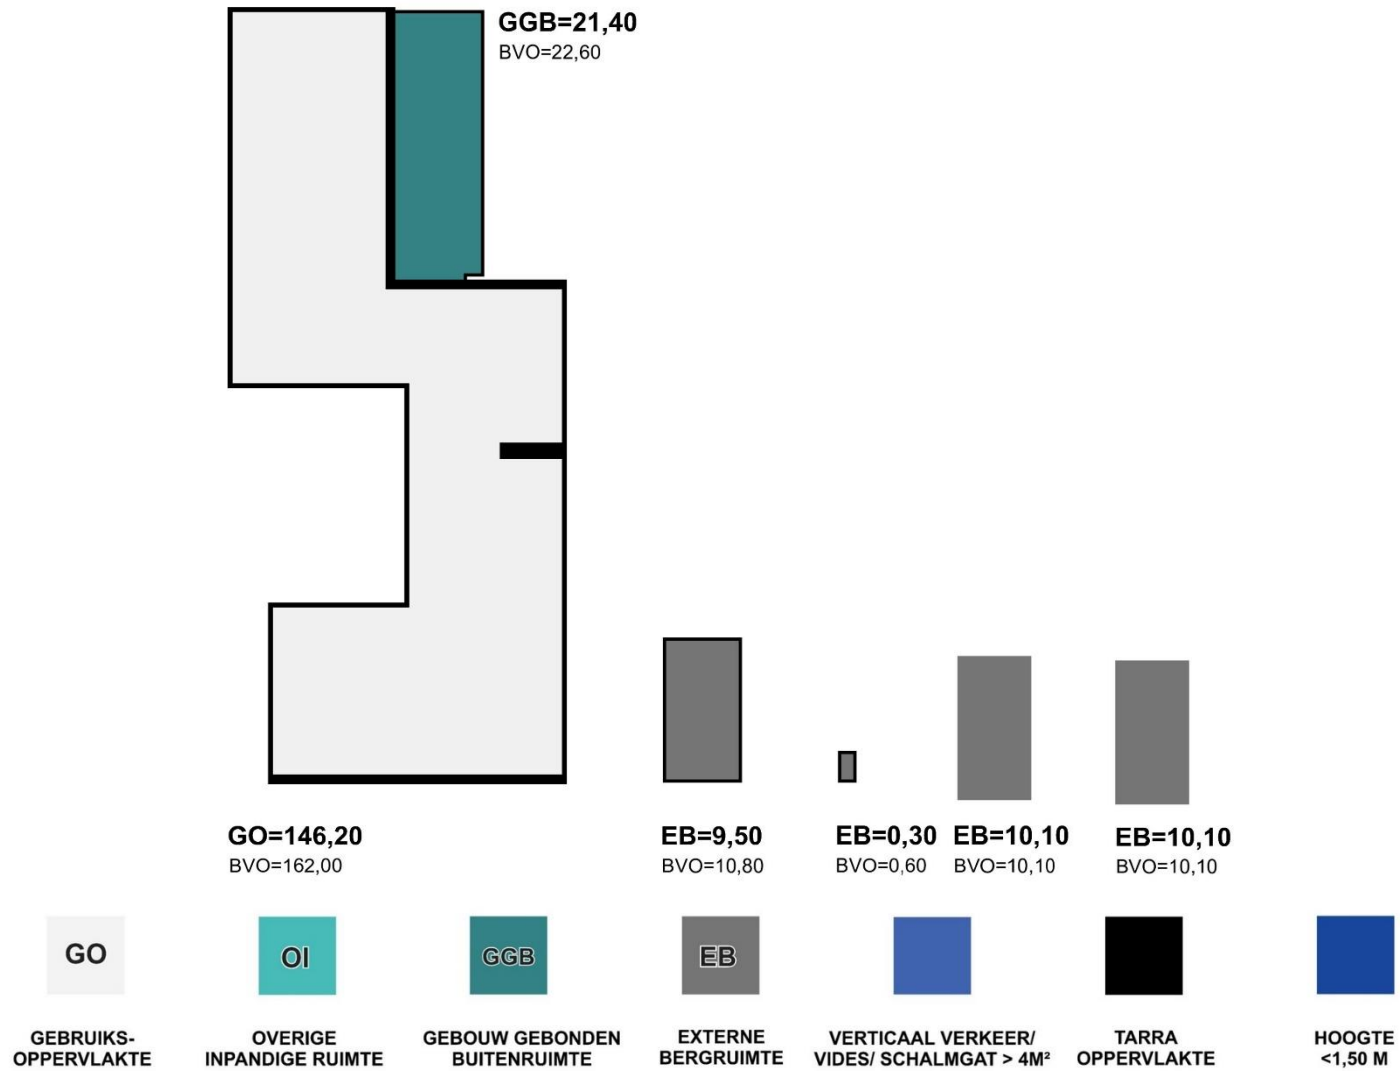 GGB=21,40
BVO=22,60
GO=146,20
BVO=162,00
EB=9,50
BVO=10,80
EB=0,30
BVO=0,60
EB=10,10
BVO=10,10
EB=10,10
BVO=10,10
GO
GEBRUIKS-
OPPERVLAKTE
OI
OVERIGE
INPANDIGE RUIMTE
GGB
GEBOUW GEBONDEN
BUITENRUIMTE
EB
EXTERNE
BERGRUIMTE
VERTICAAL VERKEER/
VIDES/ SCHALMGAT > 4M²
TARRA
OPPERVLAKTE
HOOGTE
<1,50 M